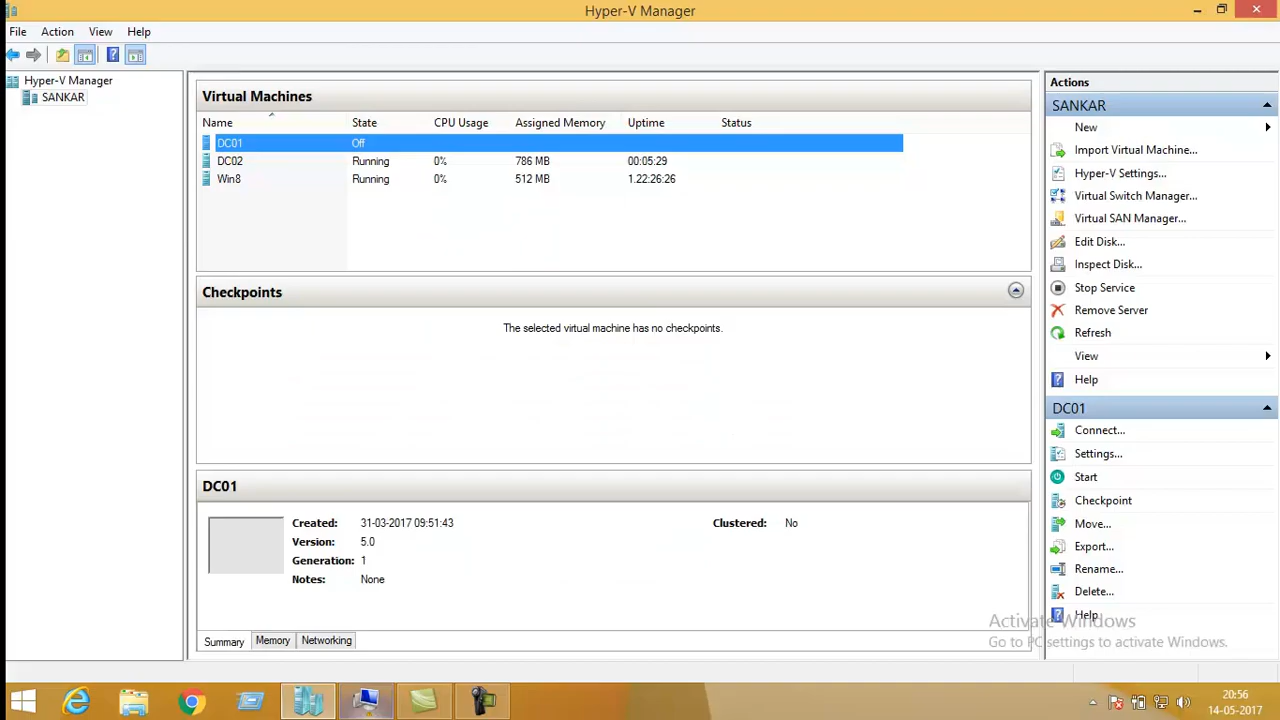 Hyper-V Manager
File Action View Help
Hyper-V Manager
SANKAR
Virtual Machines
Name State CPU Usage Assigned Memory Uptime Status
DC01 Off
DC02 Running 0% 786 MB 00:05:29
Win8 Running 0% 512 MB 1.22:26:26
Checkpoints
The selected virtual machine has no checkpoints.
DC01
Created: 31-03-2017 09:51:43 Clustered: No
Version: 5.0
Generation: 1
Notes: None
Summary Memory Networking
Actions
SANKAR
New
Import Virtual Machine...
Hyper-V Settings...
Virtual Switch Manager...
Virtual SAN Manager...
Edit Disk...
Inspect Disk...
Stop Service
Remove Server
Refresh
View
Help
DC01
Connect...
Settings...
Start
Checkpoint
Move...
Export...
Rename...
Delete...
Help
Activate Windows
Go to PC settings to activate Windows.
20:56
14-05-2017